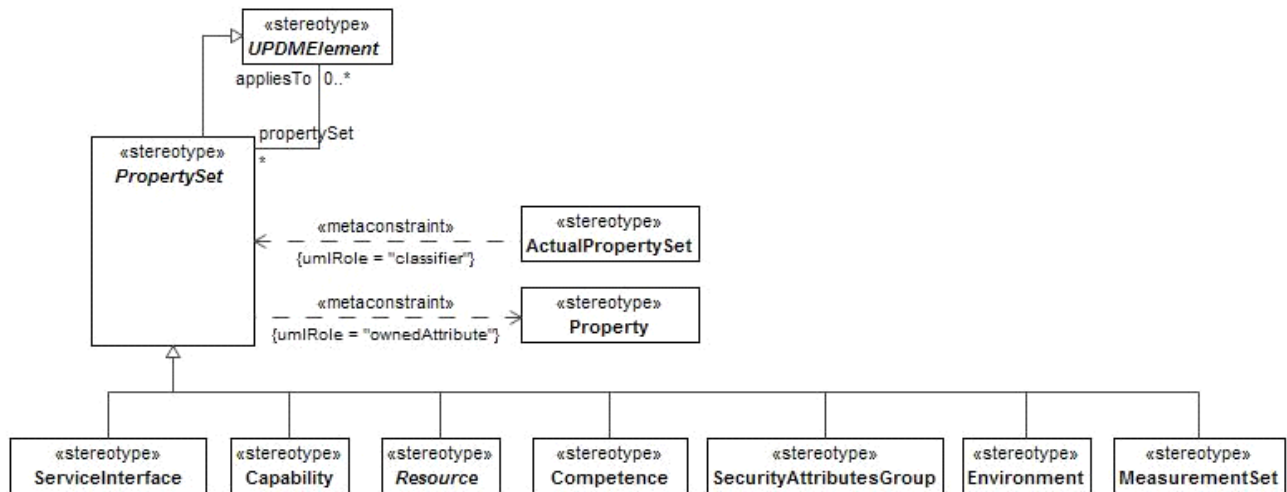 «stereotype»
UPDMElement
appliesTo 0..*
propertySet
*
«stereotype»
PropertySet
«metaconstraint»
{umlRole = "classifier"}
«stereotype»
ActualPropertySet
«metaconstraint»
{umlRole = "ownedAttribute"}
«stereotype»
Property
«stereotype»
ServiceInterface
«stereotype»
Capability
«stereotype»
Resource
«stereotype»
Competence
«stereotype»
SecurityAttributesGroup
«stereotype»
Environment
«stereotype»
MeasurementSet